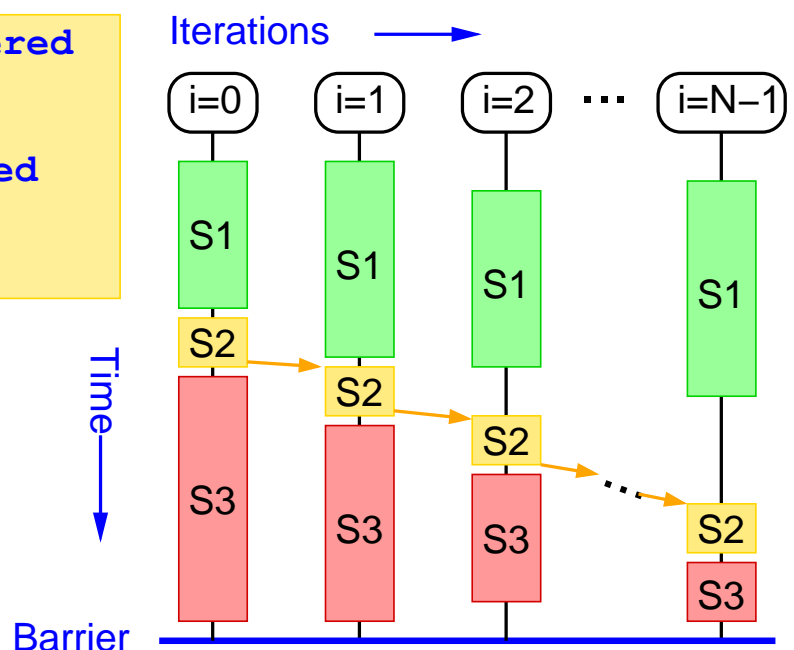 ered
ed
Iterations
i=0 i=1 i=2 ... i=N−1
S1 S1 S1 S1
S2 S2 S2 S2
S3 S3 S3 S3
Time
Barrier